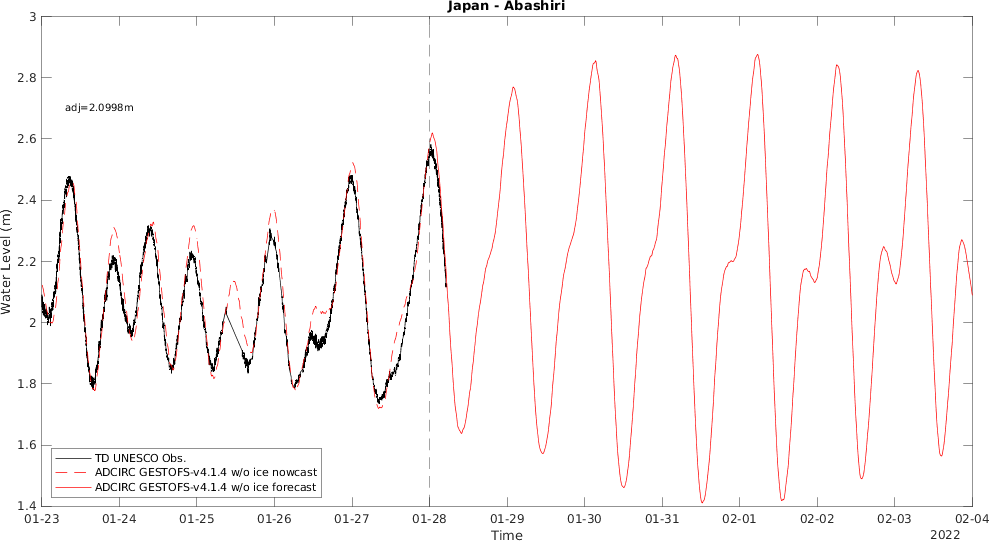 Japan - Abashiri
3
2.8
2.6
2.4
2.2
2
1.8
1.6
1.4
Water Level (m)
adj=2.0998m
TD UNESCO Obs.
ADCIRC GESTOFS-v4.1.4 w/o ice nowcast
ADCIRC GESTOFS-v4.1.4 w/o ice forecast
01-23 01-24 01-25 01-26 01-27 01-28 01-29 01-30 01-31 02-01 02-02 02-03 02-04
Time
2022